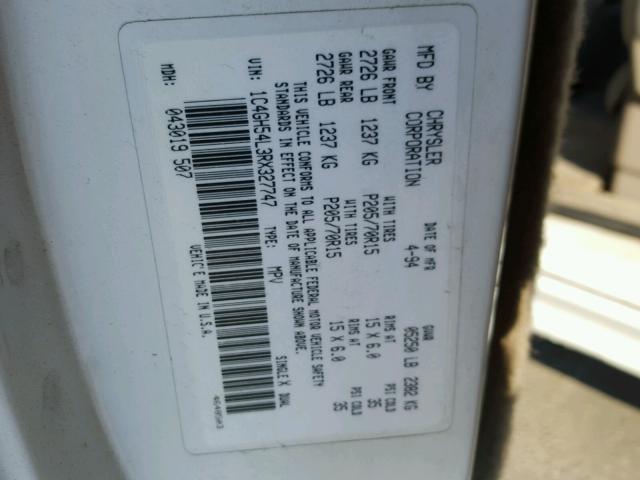 MFD BY CHRYSLER CORPORATION DATE OF MFR 4-94 GVWR 05250 LB 2382 KG
GAWR FRONT WITH TIRES RIMS AT PSI COLD
2726 LB 1237 KG P205/70R15 15 X 6.0 35
GAWR REAR WITH TIRES RIMS AT PSI COLD
2726 LB 1237 KG P205/70R15 15 X 6.0 35
THIS VEHICLE CONFORMS TO ALL APPLICABLE FEDERAL MOTOR VEHICLE SAFETY
STANDARDS IN EFFECT ON THE DATE OF MANUFACTURE SHOWN ABOVE.
VIN: 1C4GH54L3RX327747 TYPE: MPV SINGLE X DUAL
MDH: 043019 507 VEHIC'E MADE IN U.S.A.